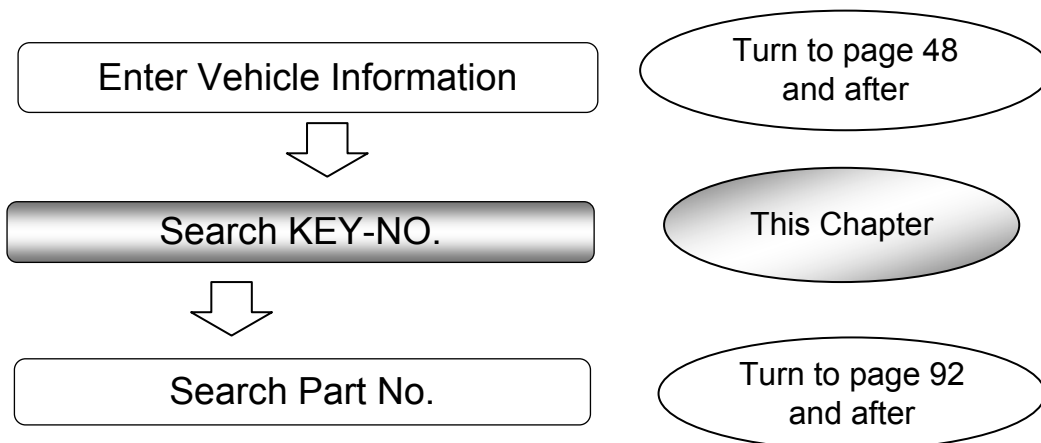 Enter Vehicle Information
Turn to page 48
and after
Search KEY-NO.
This Chapter
Search Part No.
Turn to page 92
and after